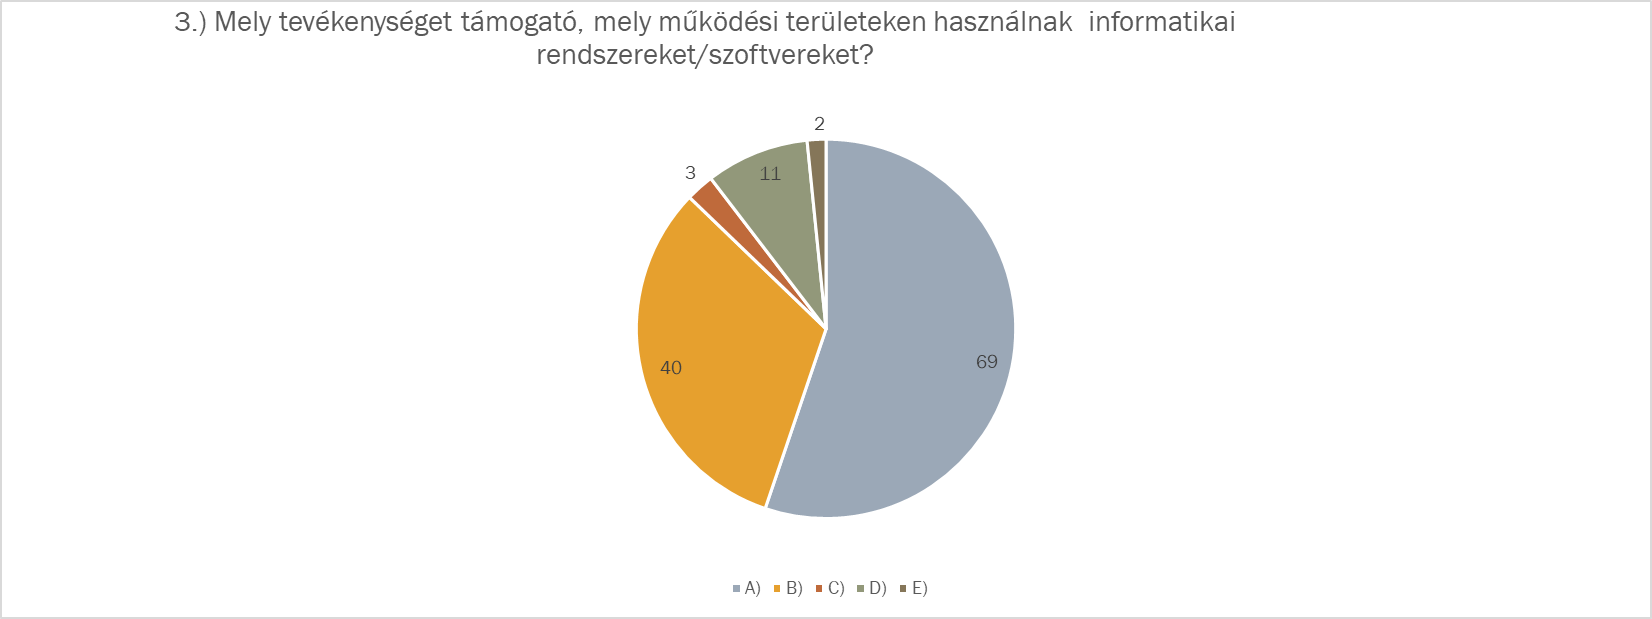 3.) Mely tevékenységet támogató, mely működési területeken használnak  informatikai
rendszereket/szoftvereket?
2
3
11
69
40
A) B) C) D) E)